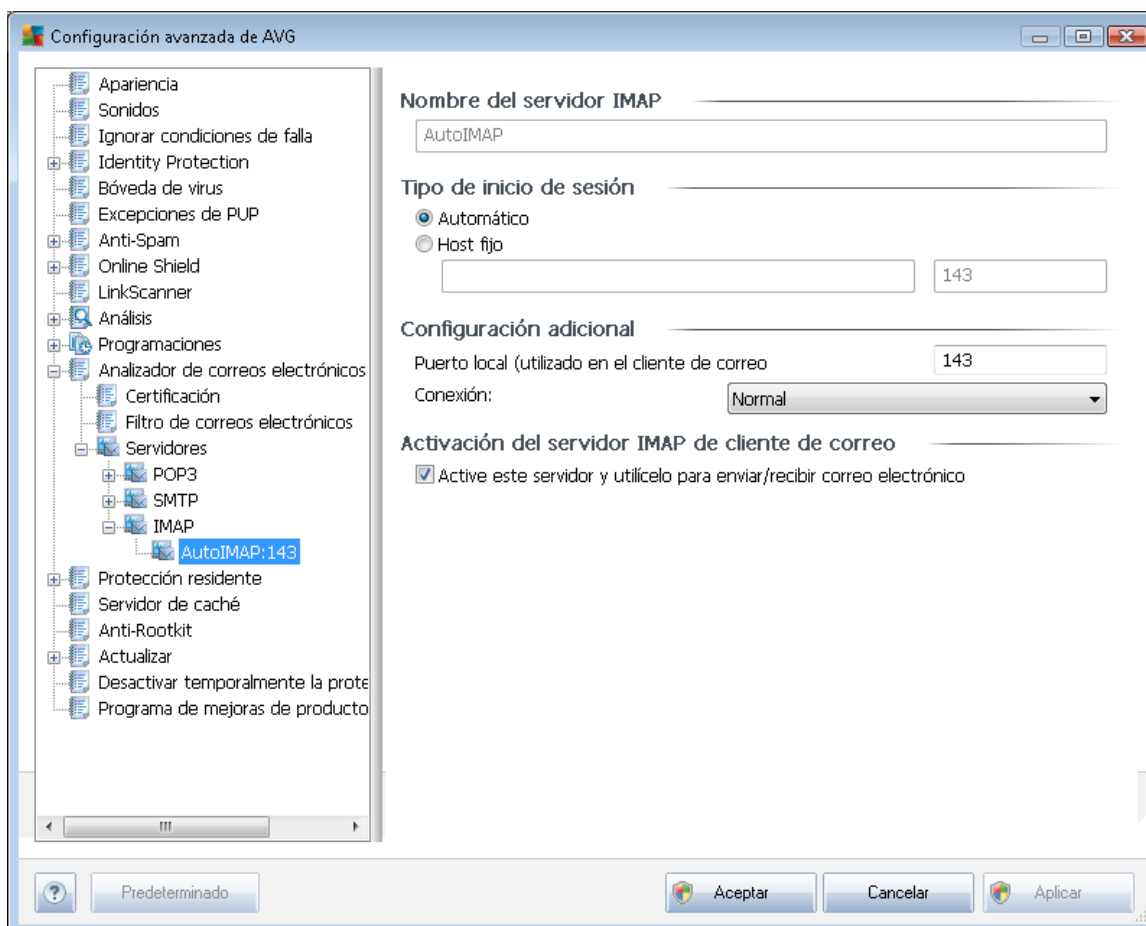 Configuración avanzada de AVG
Apariencia
Sonidos
Ignorar condiciones de falla
Identity Protection
Bóveda de virus
Excepciones de PUP
Anti-Spam
Online Shield
LinkScanner
Análisis
Programaciones
Analizador de correos electrónicos
Certificación
Filtro de correos electrónicos
Servidores
POP3
SMTP
IMAP
AutoIMAP:143
Protección residente
Servidor de caché
Anti-Rootkit
Actualizar
Desactivar temporalmente la prote
Programa de mejoras de producto
Nombre del servidor IMAP
AutoIMAP
Tipo de inicio de sesión
Automático
Host fijo
143
Configuración adicional
Puerto local (utilizado en el cliente de correo
143
Conexión:
Normal
Activación del servidor IMAP de cliente de correo
Active este servidor y utilícelo para enviar/recibir correo electrónico
?
Predeterminado
Aceptar
Cancelar
Aplicar